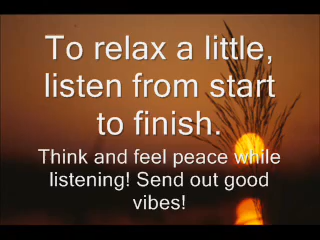 To relax a little,
listen from start
to finish.
Think and feel peace while
listening! Send out good
vibes!